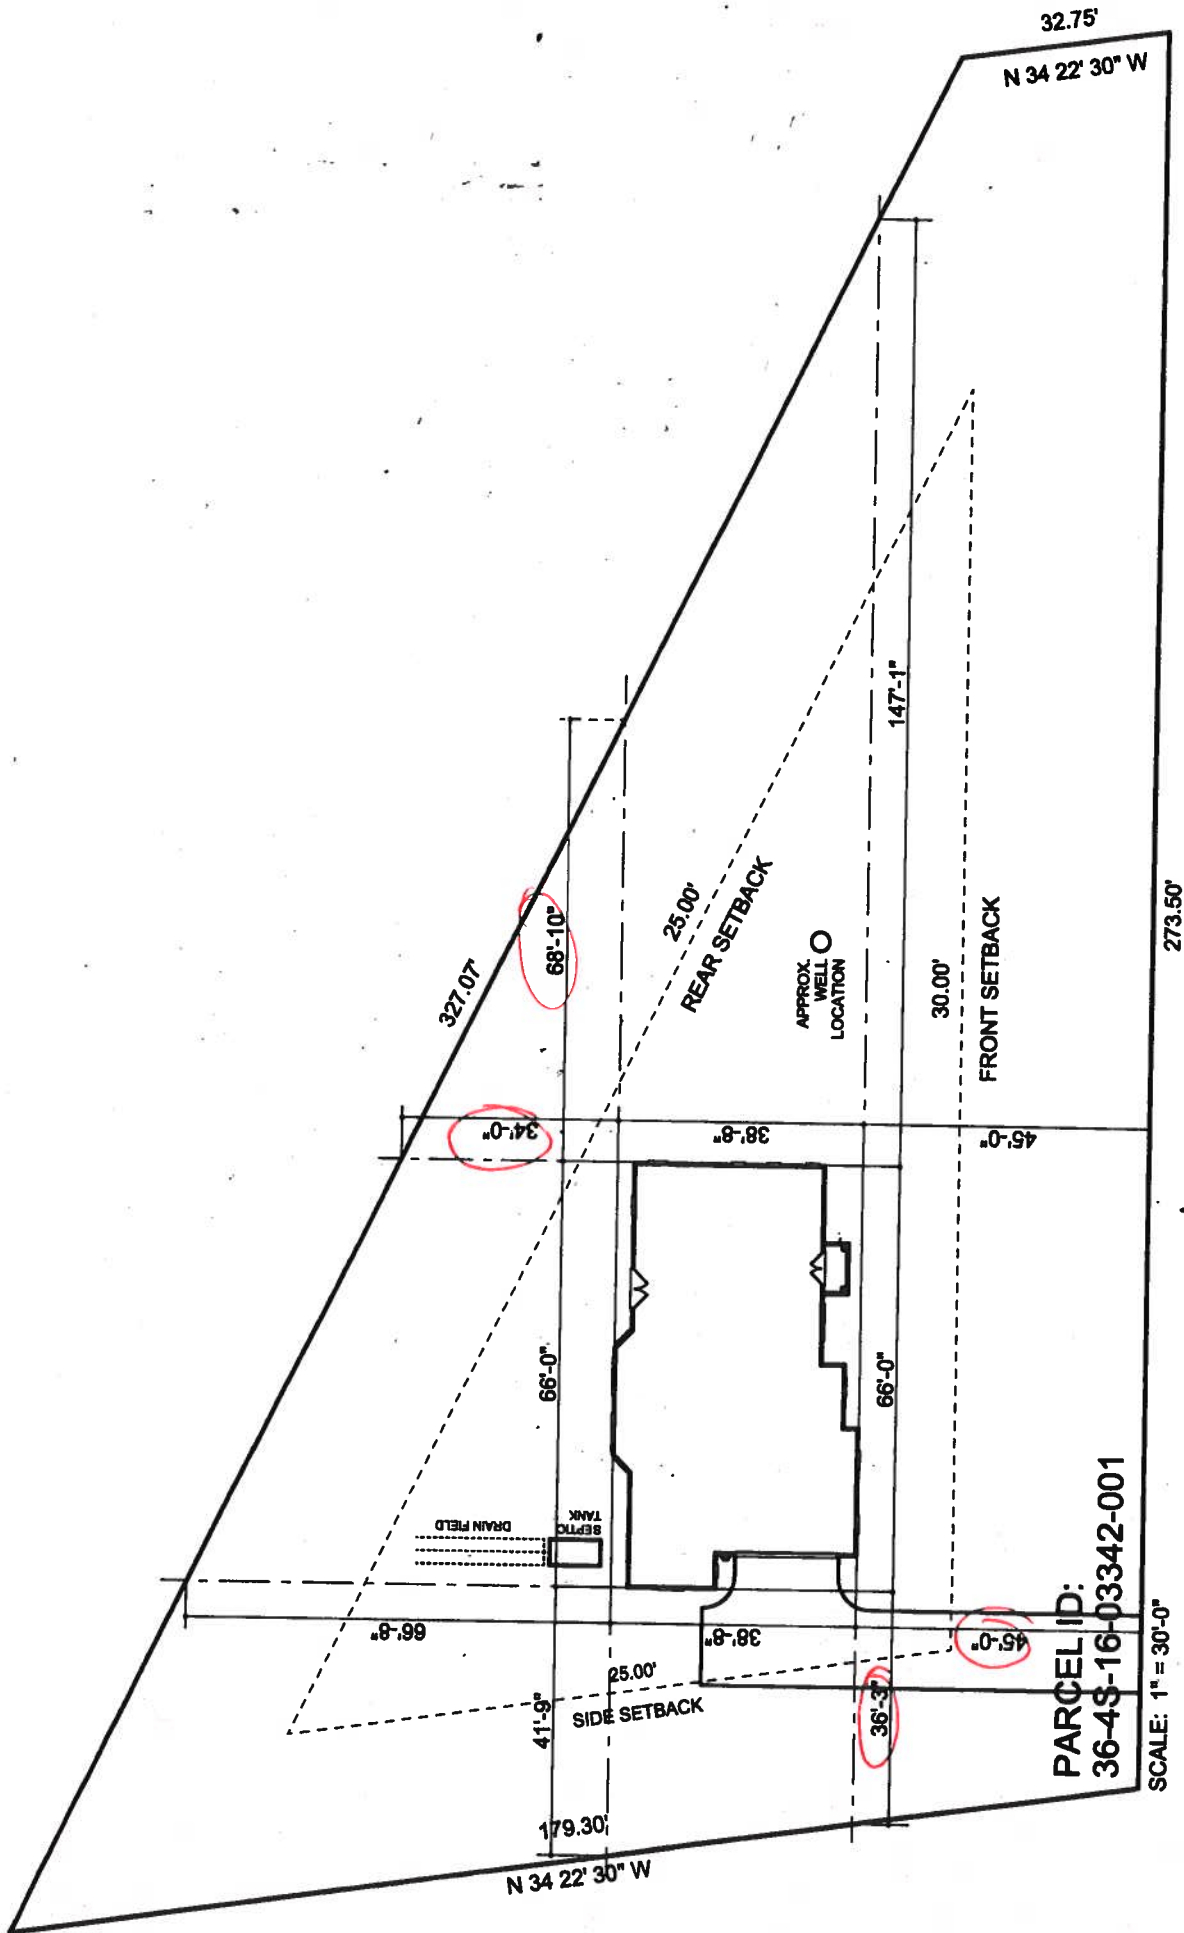 32.75'
N 34 22' 30" W
327.07'
68'-10"
34'-0"
25.00'
REAR SETBACK
147'-1"
APPROX.
WELL
LOCATION
30.00'
FRONT SETBACK
273.50'
38'-8"
45'-0"
66'-0"
66'-0"
DRAIN FIELD
SEPTIC
TANK
66'-8"
38'-8"
45'-0"
25.00'
SIDE SETBACK
41'-9"
36'-3"
179.30'
N 34 22' 30" W
PARCEL ID:
36-4S-16-03342-001
SCALE: 1" = 30'-0"